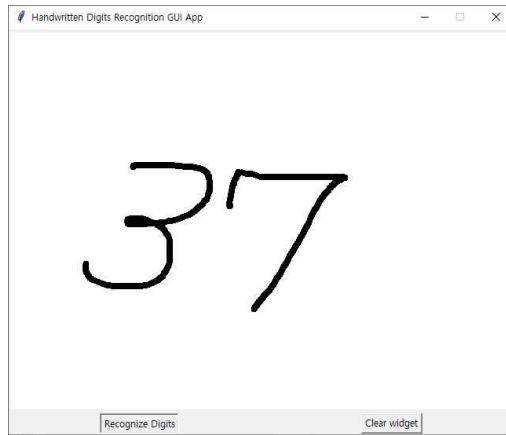 Handwritten Digits Recognition GUI App
37
Recognize Digits Clear widget